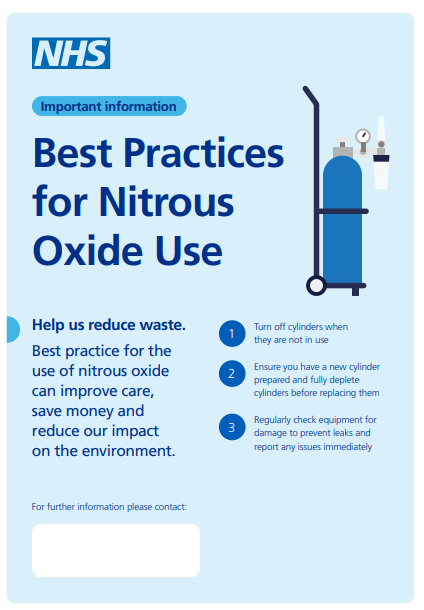 NHS
Important information
Best Practices
for Nitrous
Oxide Use
Help us reduce waste.
Best practice for the
use of nitrous oxide
can improve care,
save money and
reduce our impact
on the environment.
1
Turn off cylinders when
they are not in use
2
Ensure you have a new cylinder
prepared and fully deplete
cylinders before replacing them
3
Regularly check equipment for
damage to prevent leaks and
report any issues immediately
For further information please contact: